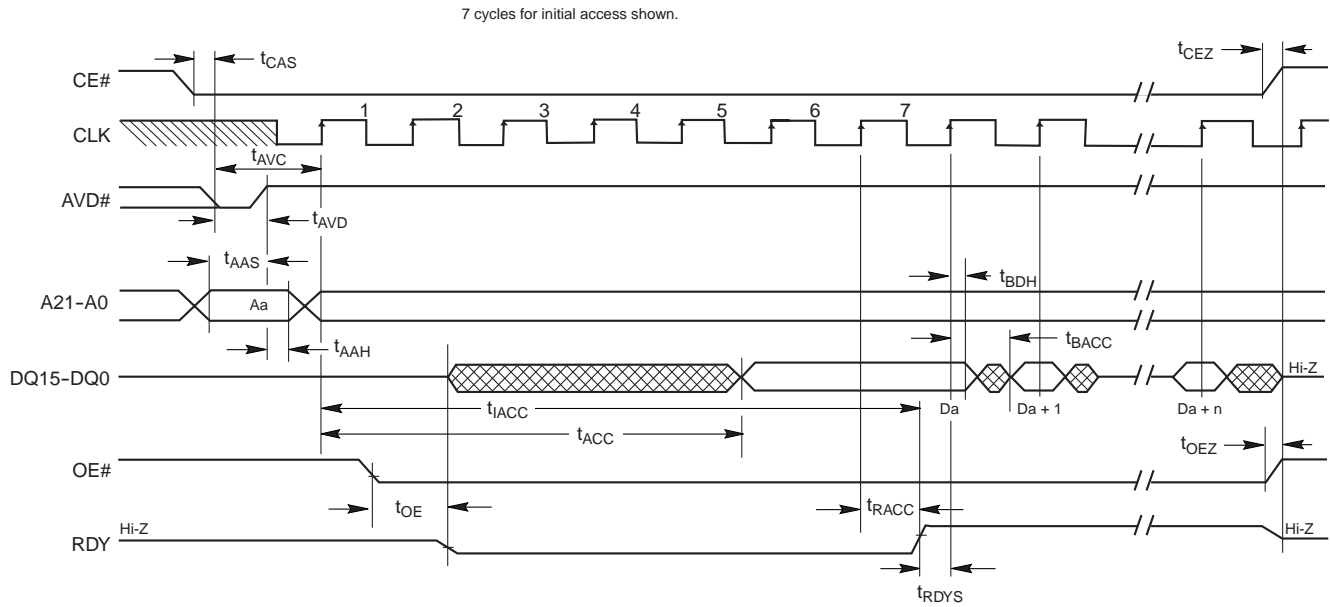 7 cycles for initial access shown.
tCAS
tCEZ
CE#
1 2 3 4 5 6 7
CLK
tAVC
AVD#
tAVD
tAAS
tBDH
A21-A0
Aa
tAAH
tBACC
DQ15-DQ0
Hi-Z
tIACC
Da
Da + 1
Da + n
tACC
tOEZ
OE#
tOE
tRACC
Hi-Z
Hi-Z
RDY
tRDYS